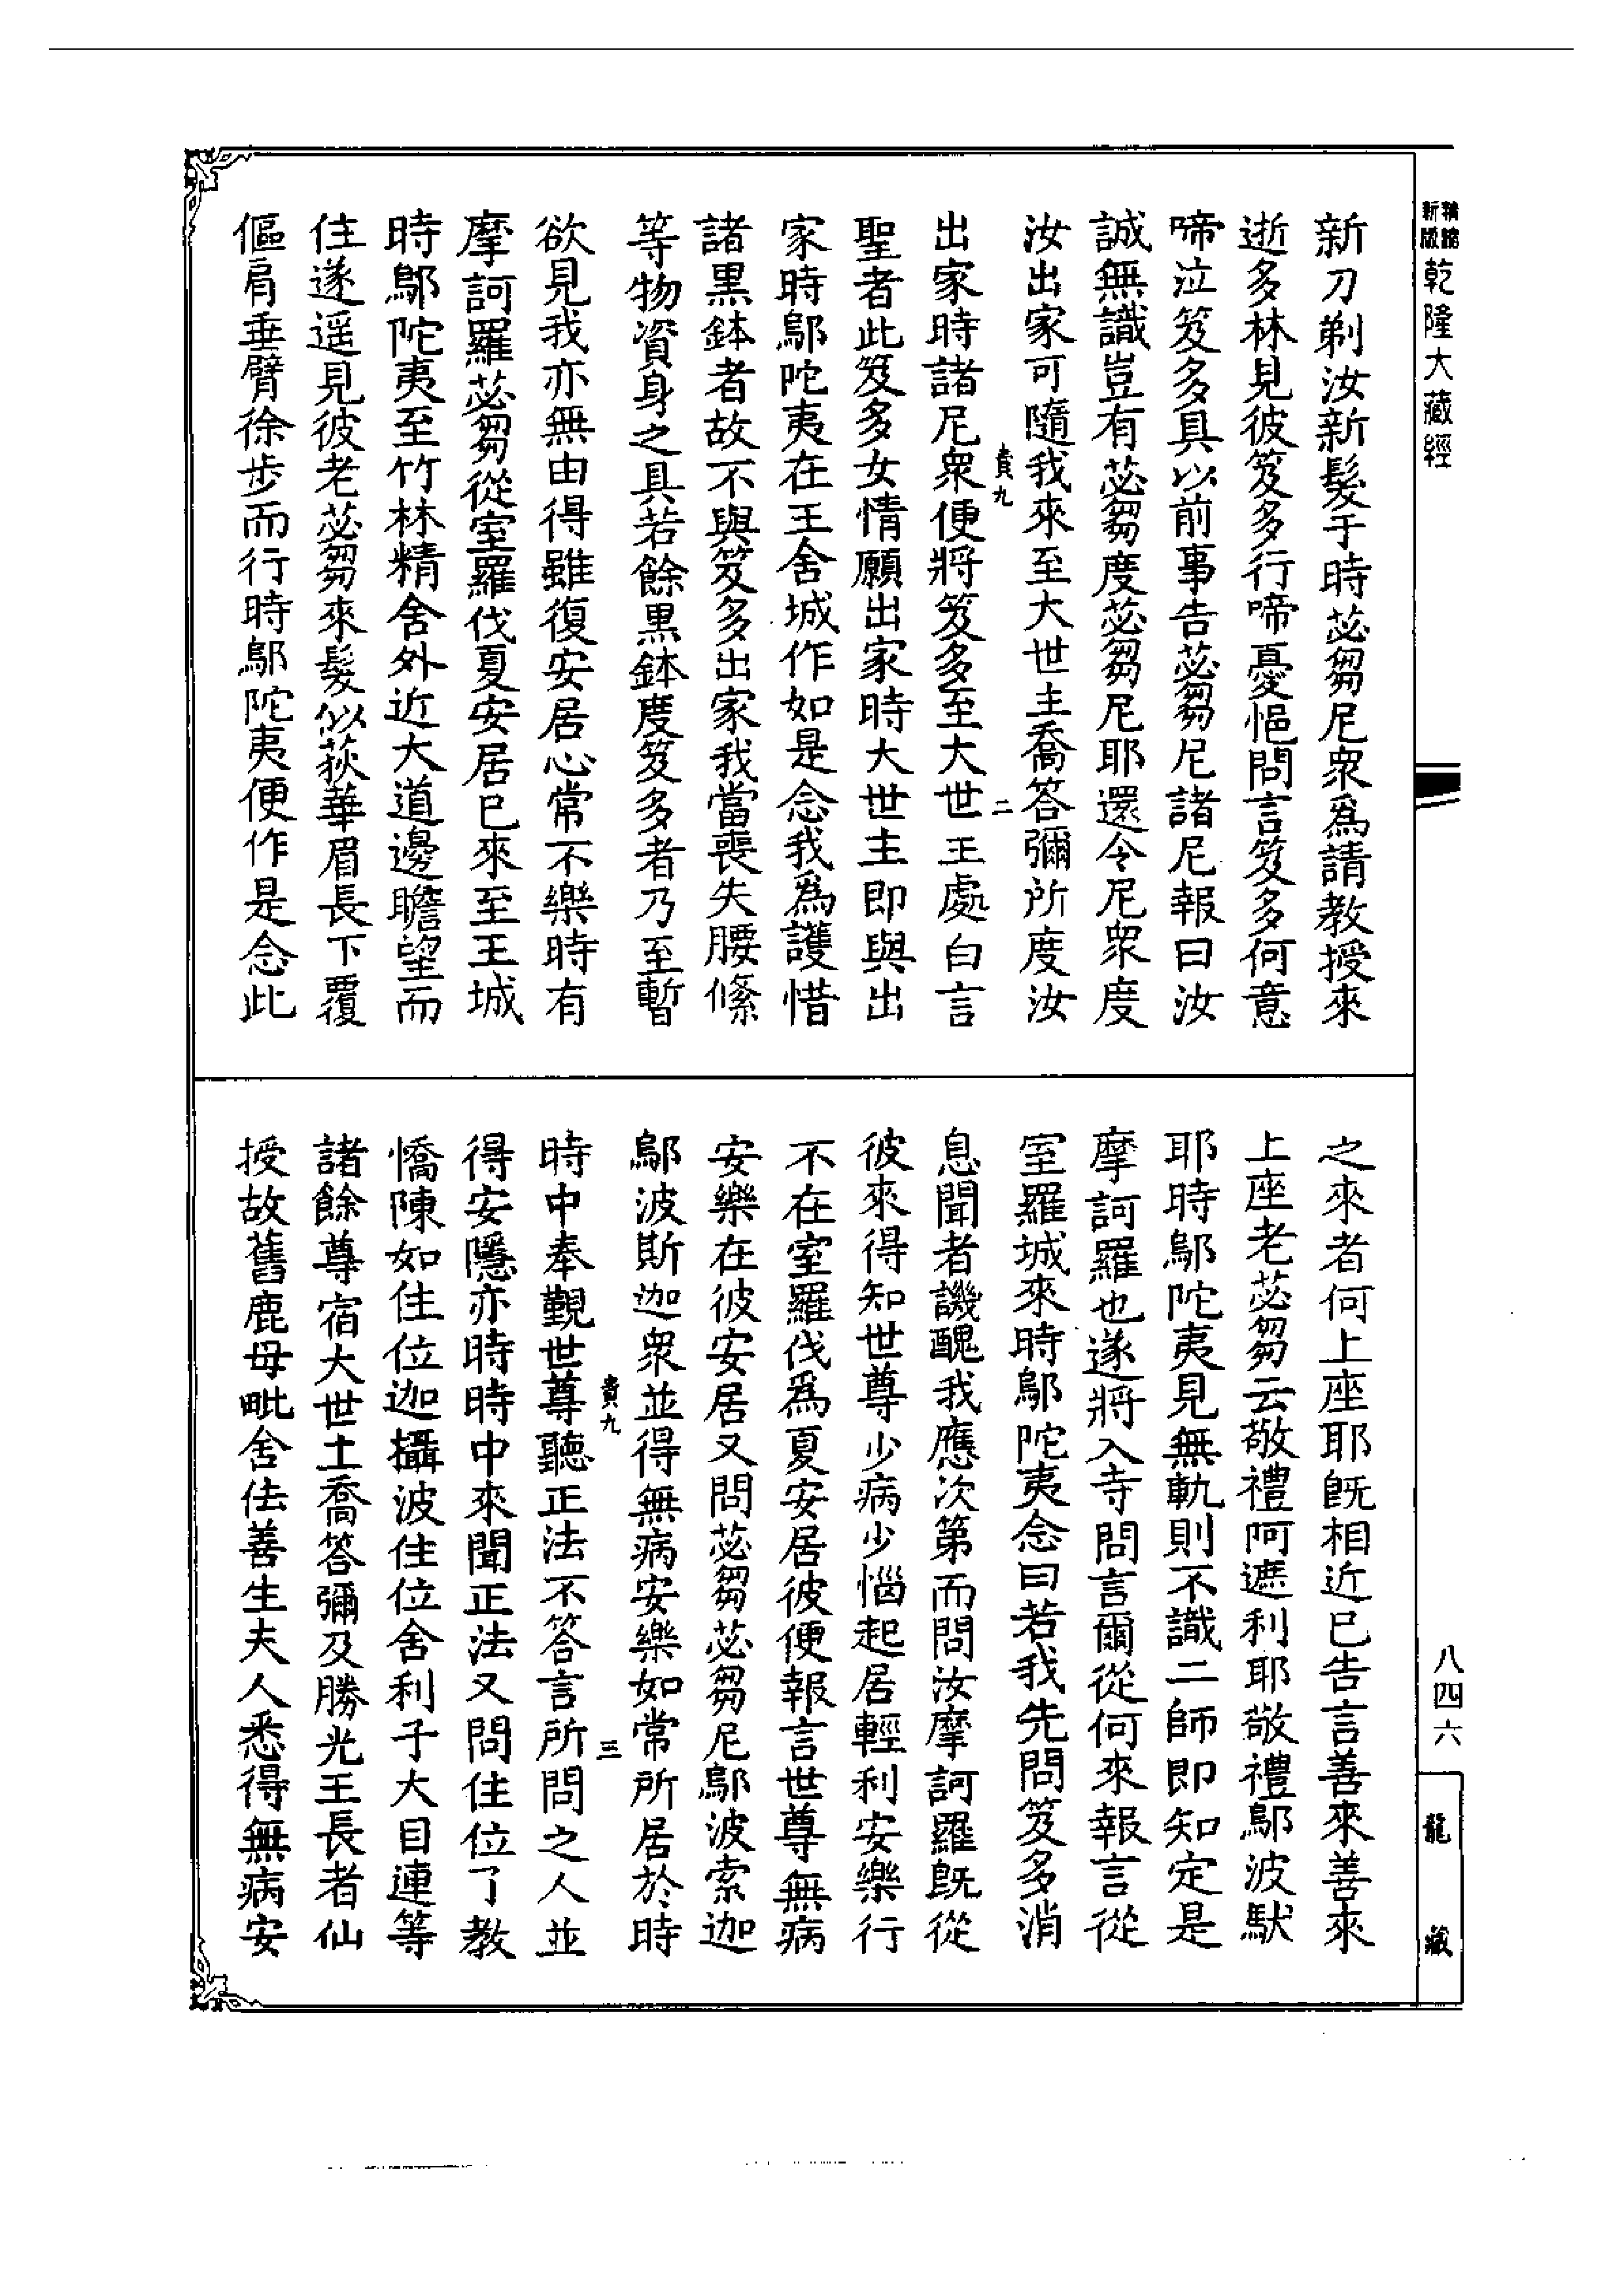 精縮
新版
乾隆大藏經
新刀剃汝新髮于時苾芻尼衆爲請教授來
逝多林見彼笈多行啼憂悒問言笈多何意
啼泣笈多具以前事告苾芻尼諸尼報曰汝
誠無識豈有苾芻度苾芻尼耶還令尼衆度
汝出家可隨我來至大世主喬答彌所度汝
賁九
二
出家時諸尼衆便將笈多至大世王處白言
聖者此笈多女情願出家時大世主即與出
家時鄔陀夷在王舍城作如是念我爲護惜
諸黑鉢者故不與笈多出家我當喪失腰絛
等物資身之具若餘黑鉢度笈多者乃至暫
欲見我亦無由得雖復安居心常不樂時有
摩訶羅苾芻從室羅伐夏安居已來至王城
時鄔陀夷至竹林精舍外近大道邊瞻望而
住遂遥見彼老苾芻來髮似荻華眉長下覆
傴肩垂臂徐步而行時鄔陀夷便作是念此
之來者何上座耶旣相近已告言善來善來
上座老苾芻云敬禮阿遮利耶敬禮鄔波馱
耶時鄔陀夷見無軌則不識二師即知定是
摩訶羅也遂將入寺問言爾從何來報言從
室羅城來時鄔陀夷念曰若我先問笈多消
息聞者譏醜我應次第而問汝摩訶羅旣從
彼來得知世尊少病少惱起居輕利安樂行
不在室羅伐爲夏安居彼便報言世尊無病
安樂在彼安居又問苾芻苾芻尼鄔波索迦
鄔波斯迦衆並得無病安樂如常所居於時
賁九
三
時中奉覲世尊聽正法不答言所問之人並
得安隱亦時時中來聞正法又問住位了教
憍陳如住位迦攝波住位舍利子大目連等
諸餘尊宿大世土喬答彌及勝光王長者仙
授故舊鹿母毗舍佉善生夫人悉得無病安
八四六
龍藏